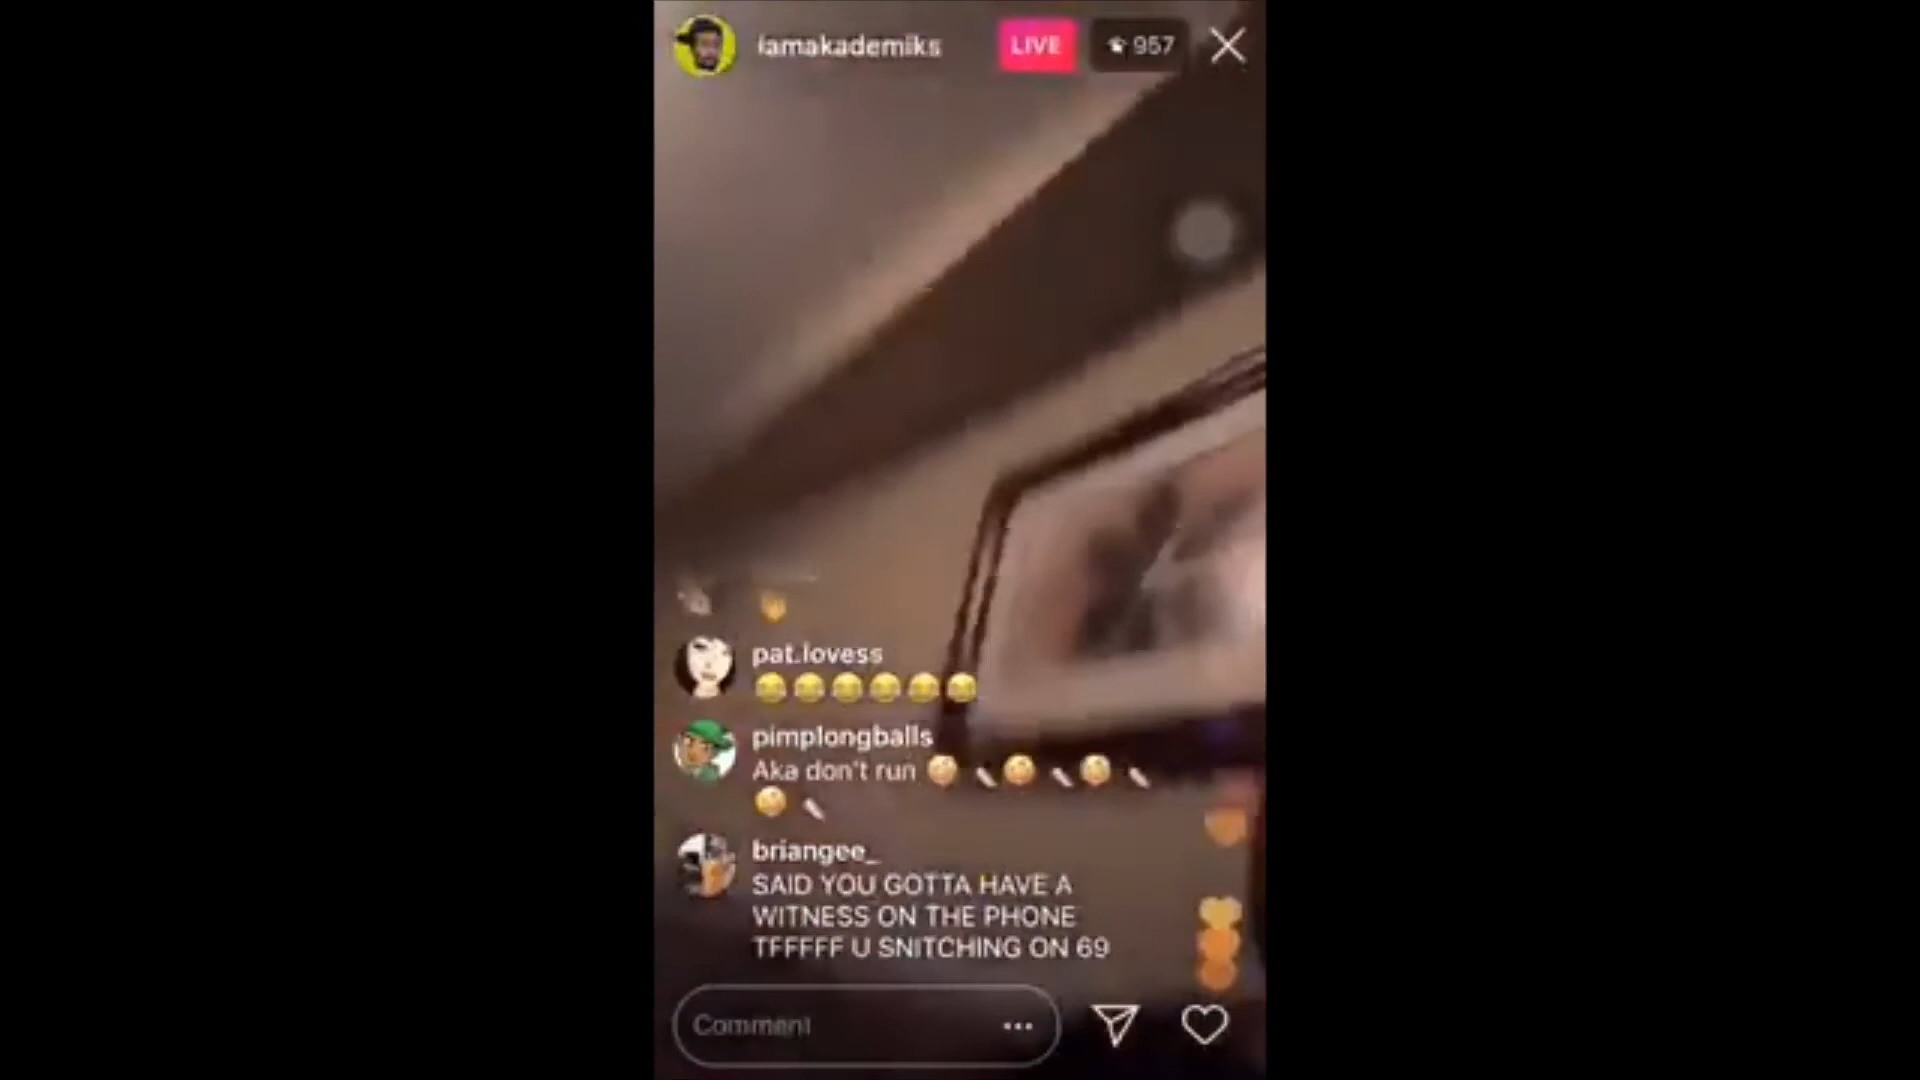 iamakademiks
LIVE
957
pat.lovess
pimplongballs
Aka don't run
briangee_
SAID YOU GOTTA HAVE A
WITNESS ON THE PHONE
TFFFFF U SNITCHING ON 69
Comment